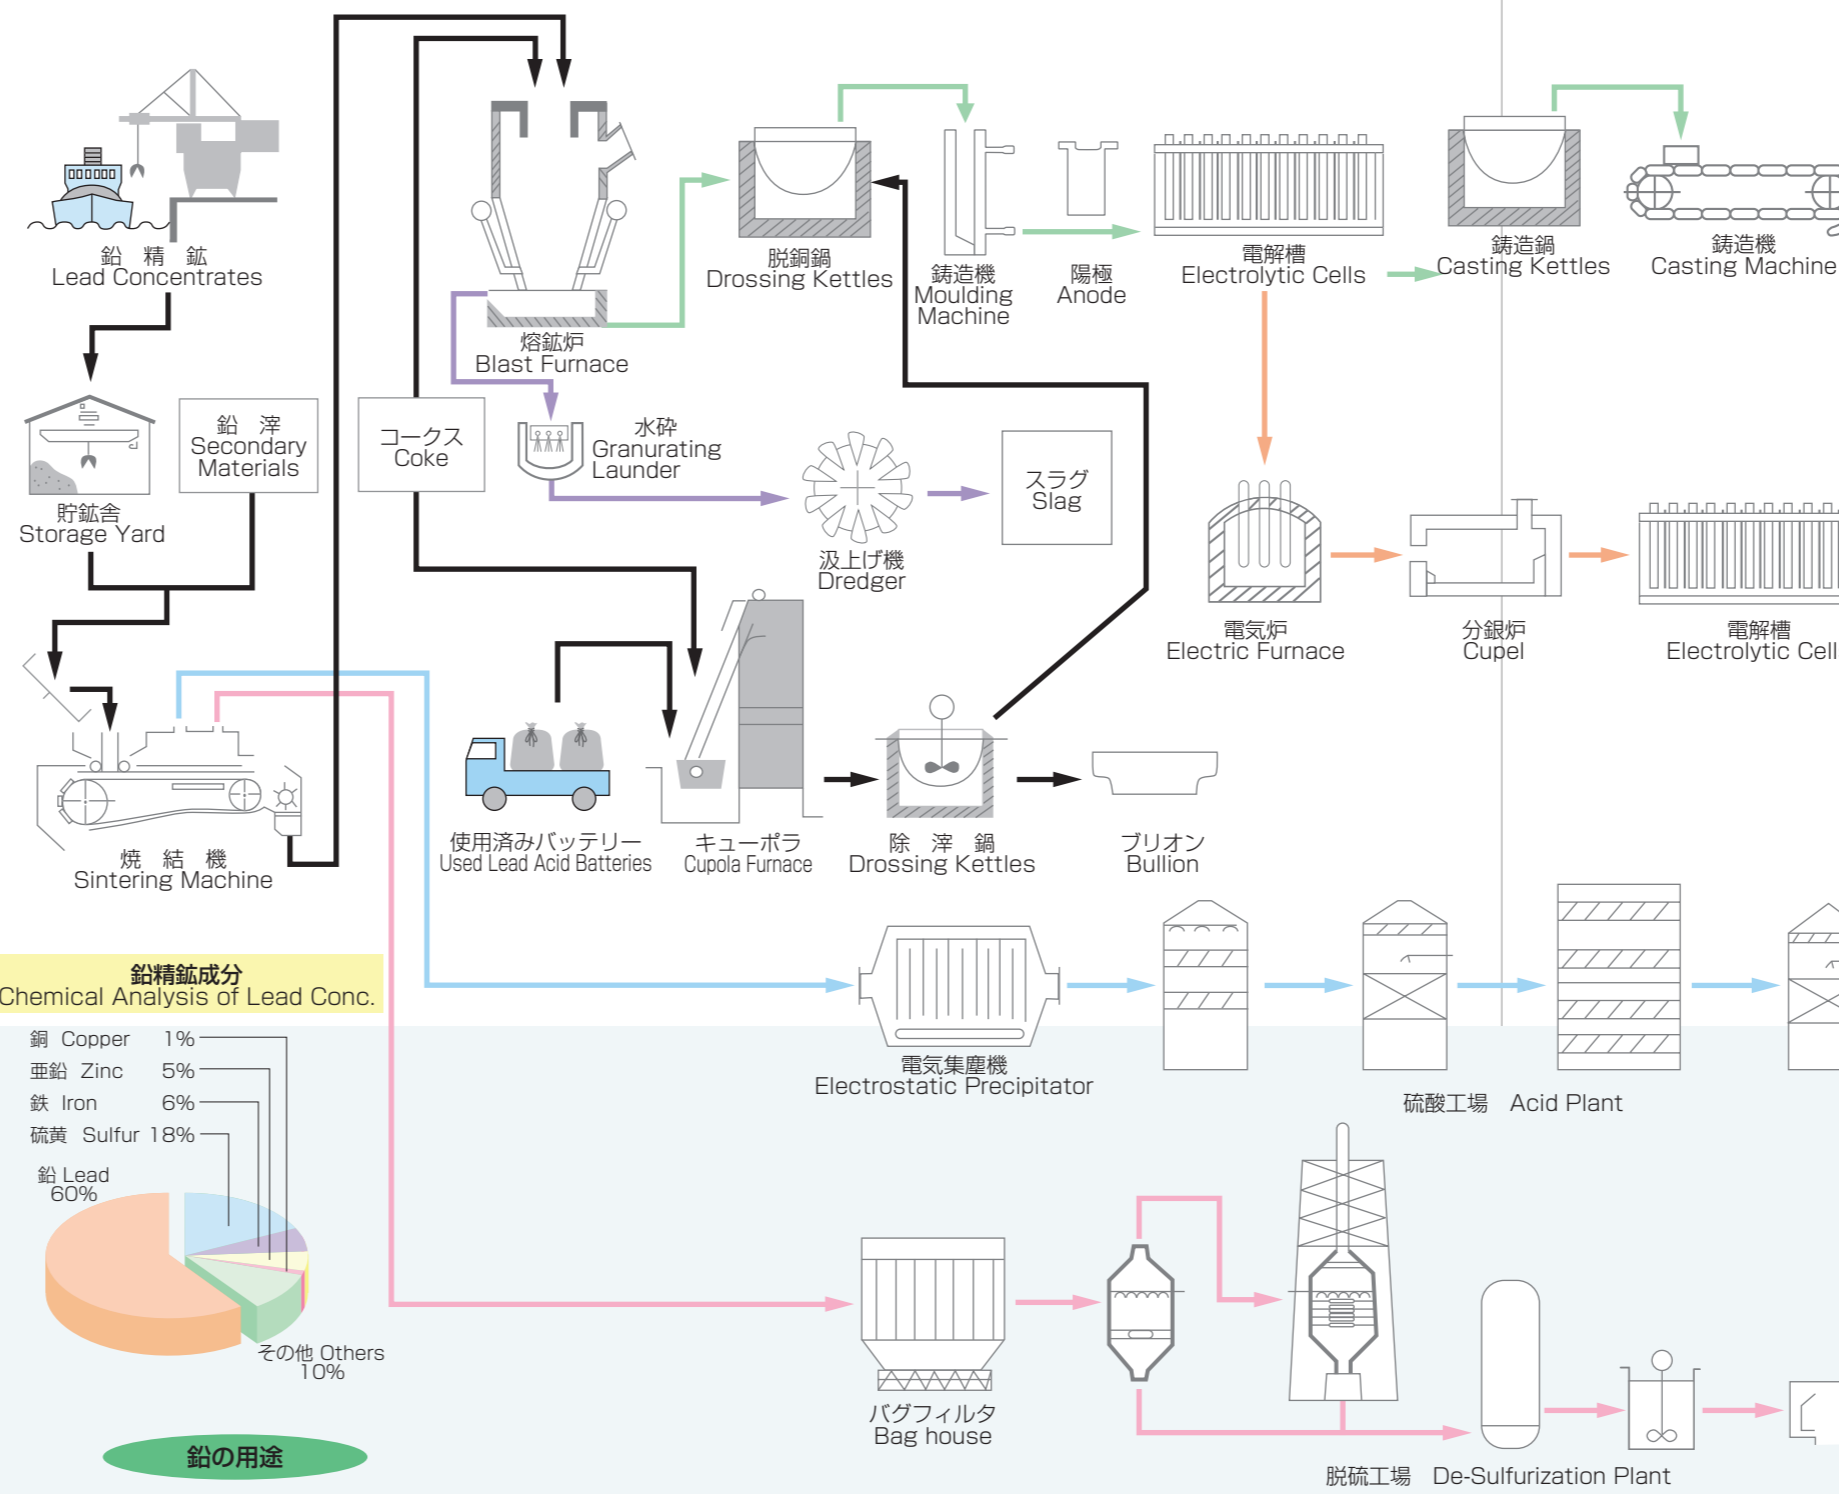 鉛 精 鉱
Lead Concentrates
貯鉱舎
Storage Yard
鉛 滓
Secondary
Materials
コークス
Coke
焼 結 機
Sintering Machine
熔鉱炉
Blast Furnace
水砕
Granurating
Launder
汲上げ機
Dredger
スラグ
Slag
脱銅鍋
Drossing Kettles
鋳造機
Moulding
Machine
陽極
Anode
電解槽
Electrolytic Cells
鋳造鍋
Casting Kettles
鋳造機
Casting Machine
電気炉
Electric Furnace
分銀炉
Cupel
電解槽
Electrolytic Cell
使用済みバッテリー
Used Lead Acid Batteries
キューポラ
Cupola Furnace
除 滓 鍋
Drossing Kettles
ブリオン
Bullion
電気集塵機
Electrostatic Precipitator
硫酸工場 Acid Plant
バグフィルタ
Bag house
脱硫工場 De-Sulfurization Plant
鉛精鉱成分
Chemical Analysis of Lead Conc.
銅 Copper 1%
亜鉛 Zinc 5%
鉄 Iron 6%
硫黄 Sulfur 18%
鉛 Lead
60%
その他 Others
10%
鉛の用途